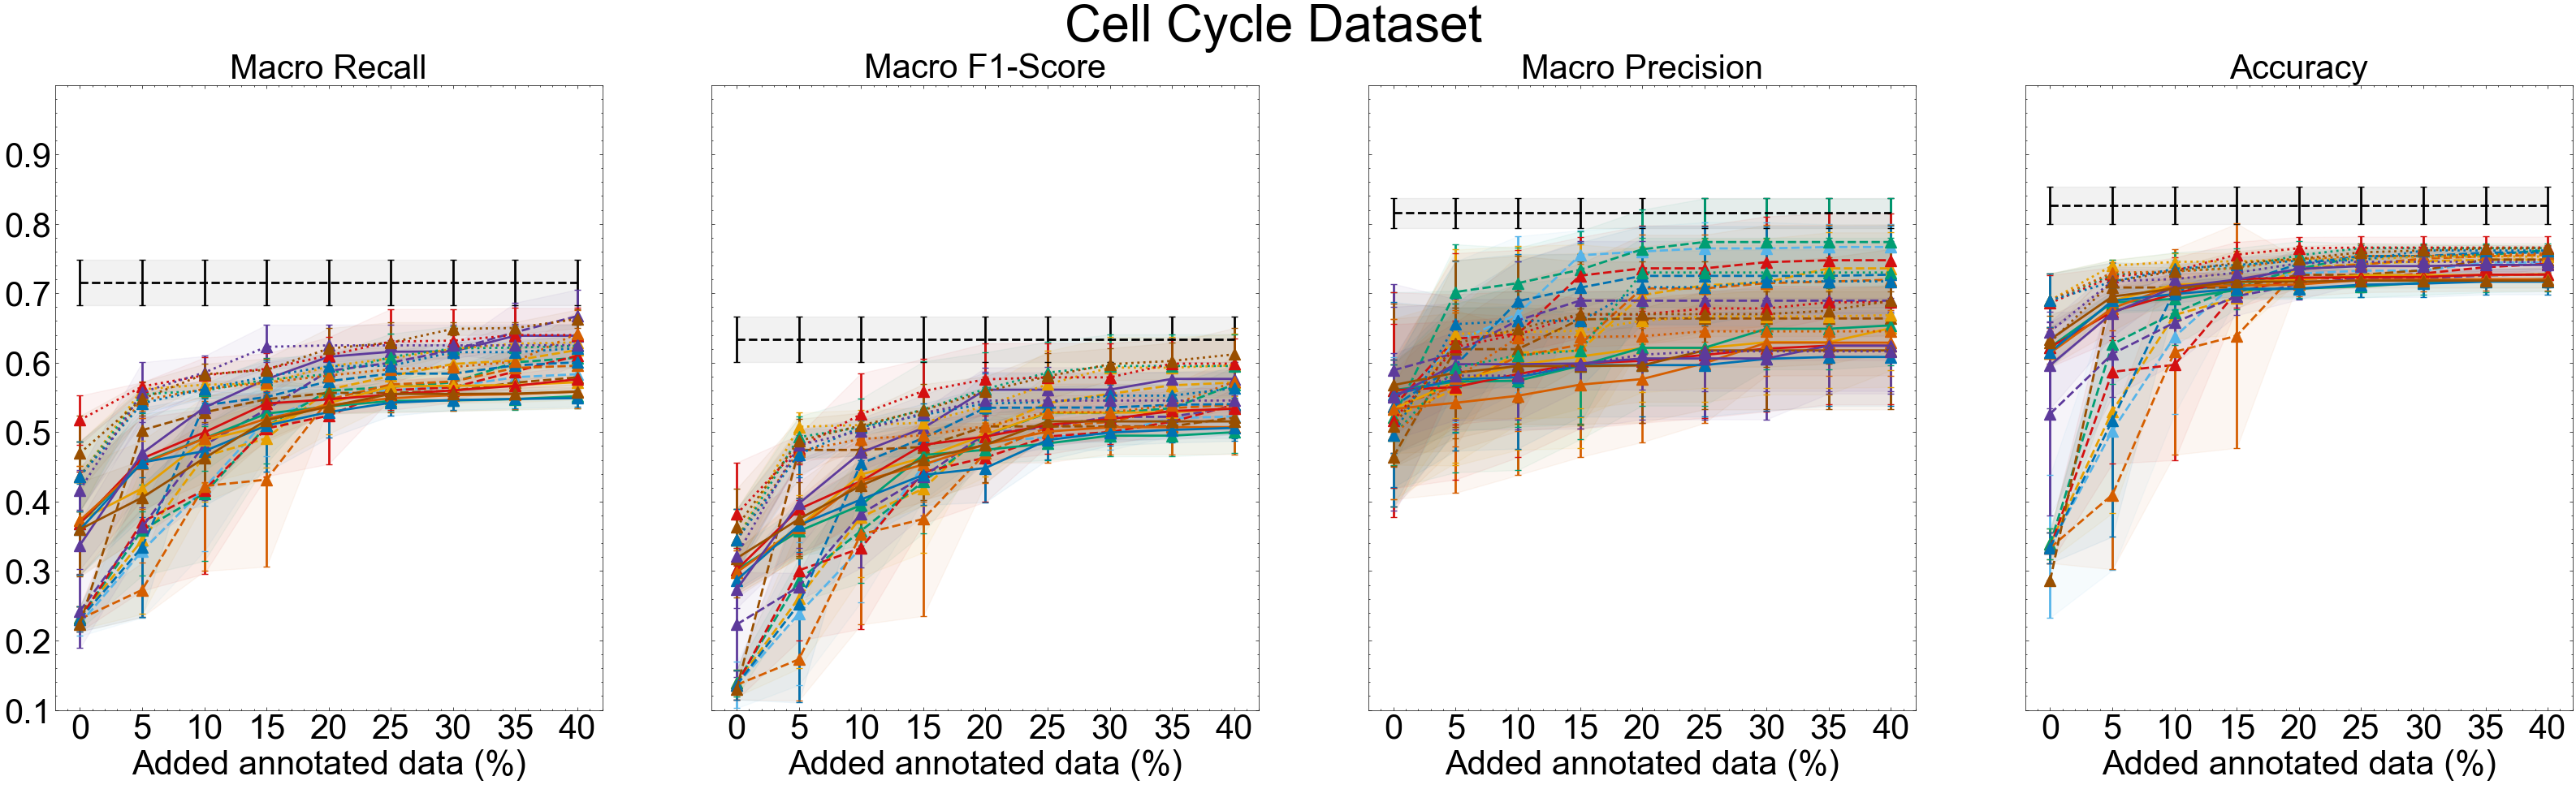 Cell Cycle Dataset
Macro Recall
Macro F1-Score
Macro Precision
Accuracy
0.9
0.8
0.7
0.6
0.5
0.4
0.3
0.2
0.1
0 5 10 15 20 25 30 35 40
0 5 10 15 20 25 30 35 40
0 5 10 15 20 25 30 35 40
0 5 10 15 20 25 30 35 40
Added annotated data (%)
Added annotated data (%)
Added annotated data (%)
Added annotated data (%)